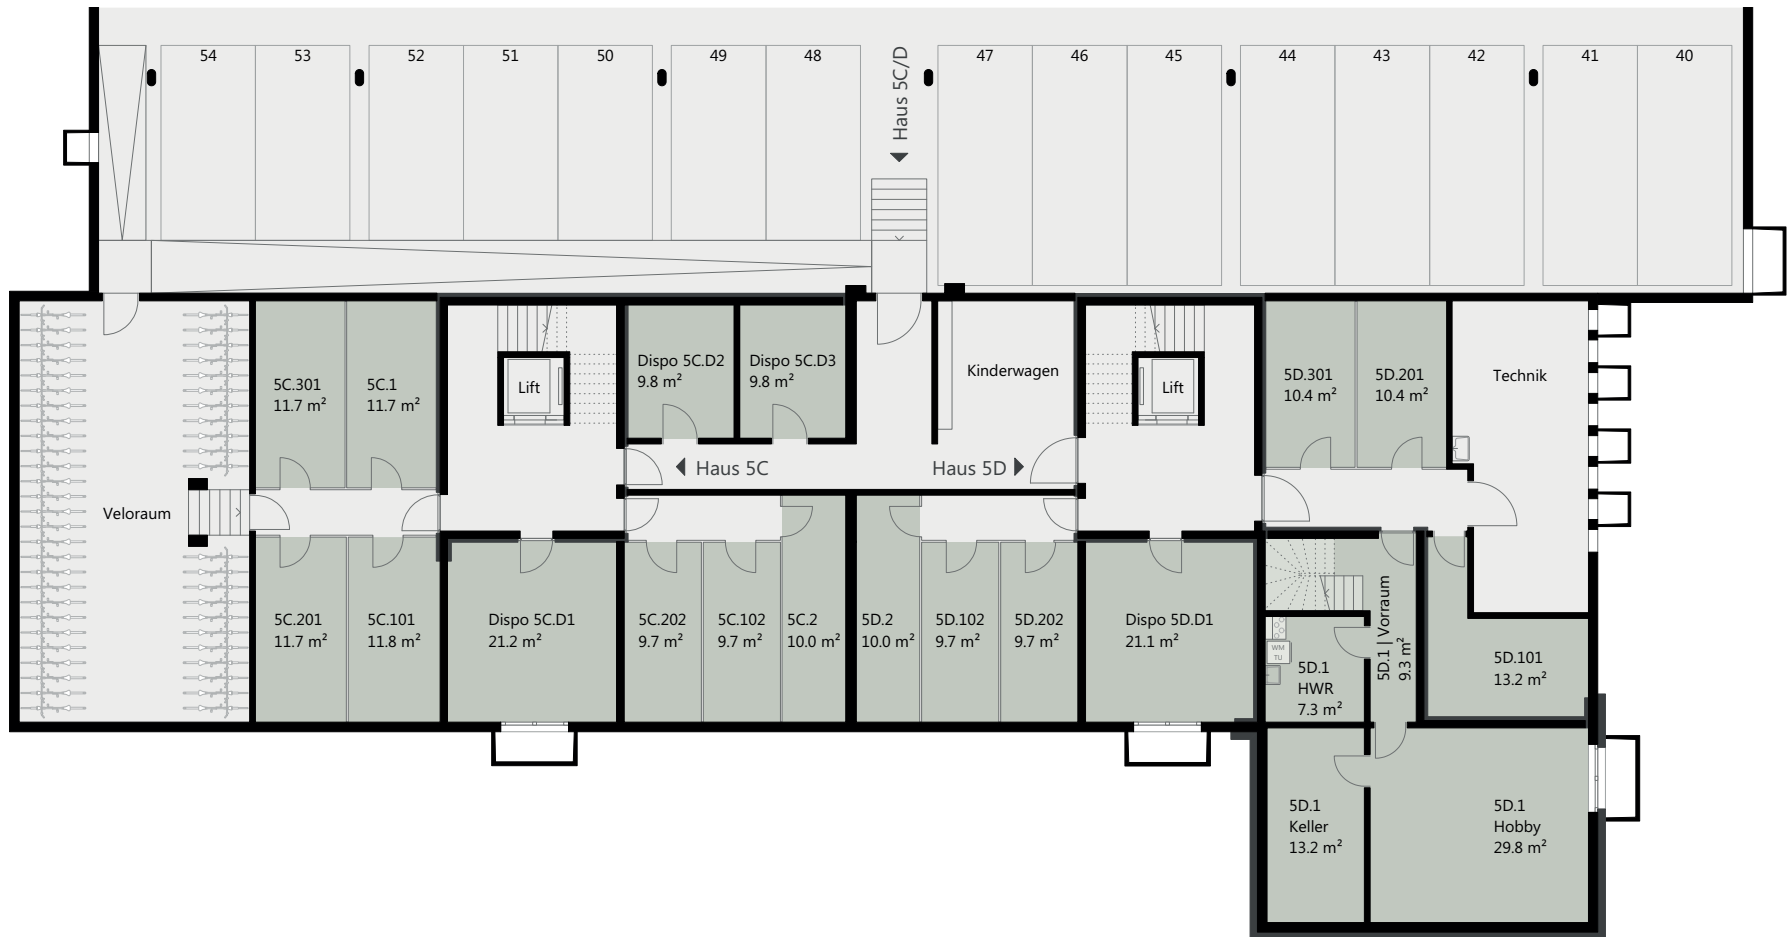 54
53
52
51
50
49
48
Haus 5C/D
47
46
45
44
43
42
41
40
Veloraum
5C.301
11.7 m²
5C.1
11.7 m²
Lift
Dispo 5C.D2
9.8 m²
Dispo 5C.D3
9.8 m²
Kinderwagen
Lift
5D.301
10.4 m²
5D.201
10.4 m²
Technik
Haus 5C
Haus 5D
5C.201
11.7 m²
5C.101
11.8 m²
Dispo 5C.D1
21.2 m²
5C.202
9.7 m²
5C.102
9.7 m²
5C.2
10.0 m²
5D.2
10.0 m²
5D.102
9.7 m²
5D.202
9.7 m²
Dispo 5D.D1
21.1 m²
WM
TU
5D.1
HWR
7.3 m²
5D.1 | Vorraum
9.3 m²
5D.101
13.2 m²
5D.1
Keller
13.2 m²
5D.1
Hobby
29.8 m²